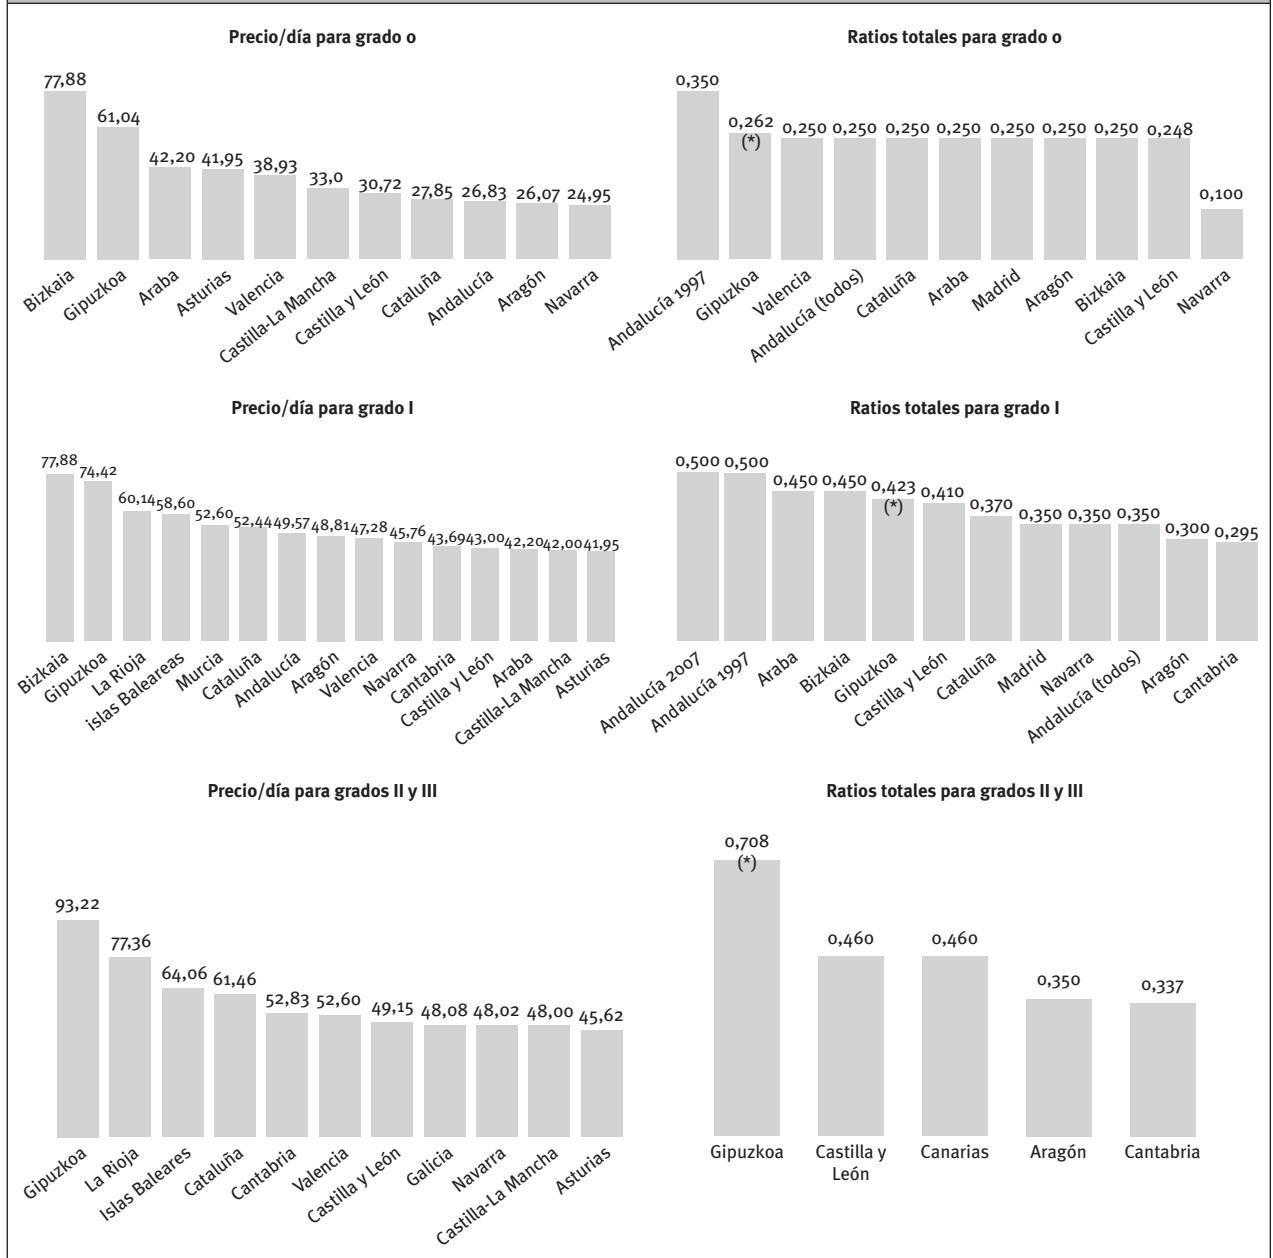 Precio/día para grado 0
77,88
61,04
42,20
41,95
38,93
33,0
30,72
27,85
26,83
26,07
24,95
Bizkaia
Gipuzkoa
Araba
Asturias
Valencia
Castilla-La Mancha
Castilla y León
Cataluña
Andalucía
Aragón
Navarra
Ratios totales para grado 0
0,350
0,262
(*)
0,250
0,250
0,250
0,250
0,250
0,250
0,250
0,248
0,100
Andalucía 1997
Gipuzkoa
Valencia
Andalucía (todos)
Cataluña
Araba
Madrid
Aragón
Bizkaia
Castilla y León
Navarra
Precio/día para grado I
77,88
74,42
60,14
58,60
52,60
52,44
49,57
48,81
47,28
45,76
43,69
43,00
42,20
42,00
41,95
Bizkaia
Gipuzkoa
La Rioja
islas Baleareas
Murcia
Cataluña
Andalucía
Aragón
Valencia
Navarra
Cantabria
Castilla y León
Araba
Castilla-La Mancha
Asturias
Ratios totales para grado I
0,500
0,500
0,450
0,450
0,423
(*)
0,410
0,370
0,350
0,350
0,350
0,300
0,295
Andalucía 2007
Andalucía 1997
Araba
Bizkaia
Gipuzkoa
Castilla y León
Cataluña
Madrid
Navarra
Andalucía (todos)
Aragón
Cantabria
Precio/día para grados II y III
93,22
77,36
64,06
61,46
52,83
52,60
49,15
48,08
48,02
48,00
45,62
Gipuzkoa
La Rioja
Islas Baleares
Cataluña
Cantabria
Valencia
Castilla y León
Galicia
Navarra
Castilla-La Mancha
Asturias
Ratios totales para grados II y III
0,708
(*)
0,460
0,460
0,350
0,337
Gipuzkoa
Castilla y
León
Canarias
Aragón
Cantabria